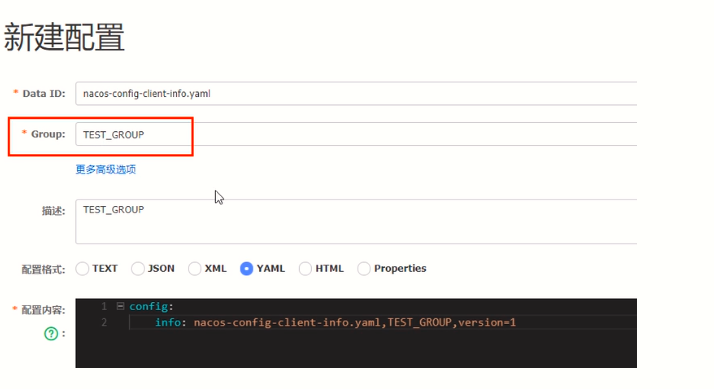 新建配置
* Data ID: nacos-config-client-info.yaml
* Group: TEST_GROUP
更多高级选项
描述: TEST_GROUP
配置格式: TEXT JSON XML YAML HTML Properties
* 配置内容: 1 config:
? : 2 info: nacos-config-client-info.yaml,TEST_GROUP,version=1